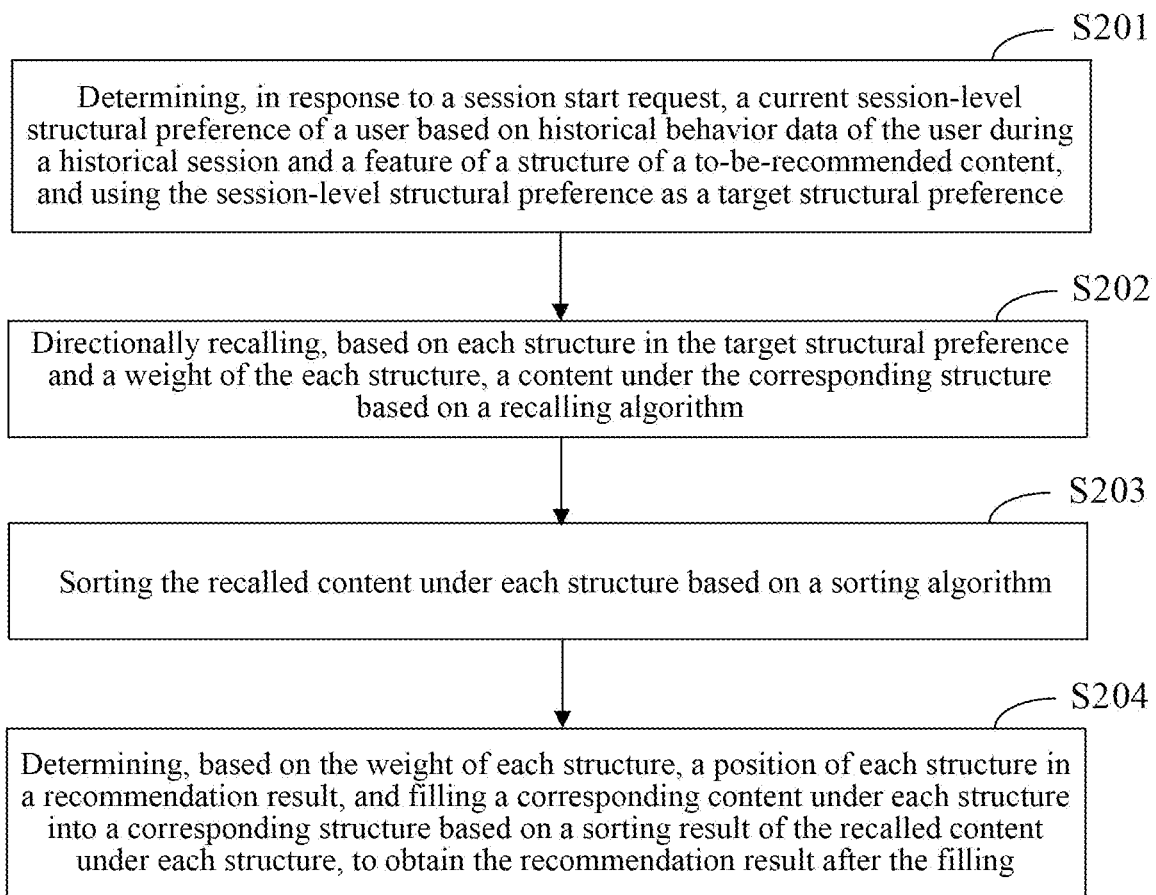 S201
Determining, in response to a session start request, a current session-level
structural preference of a user based on historical behavior data of the user during
a historical session and a feature of a structure of a to-be-recommended content,
and using the session-level structural preference as a target structural preference
S202
Directionally recalling, based on each structure in the target structural preference
and a weight of the each structure, a content under the corresponding structure
based on a recalling algorithm
S203
Sorting the recalled content under each structure based on a sorting algorithm
S204
Determining, based on the weight of each structure, a position of each structure in
a recommendation result, and filling a corresponding content under each structure
into a corresponding structure based on a sorting result of the recalled content
under each structure, to obtain the recommendation result after the filling